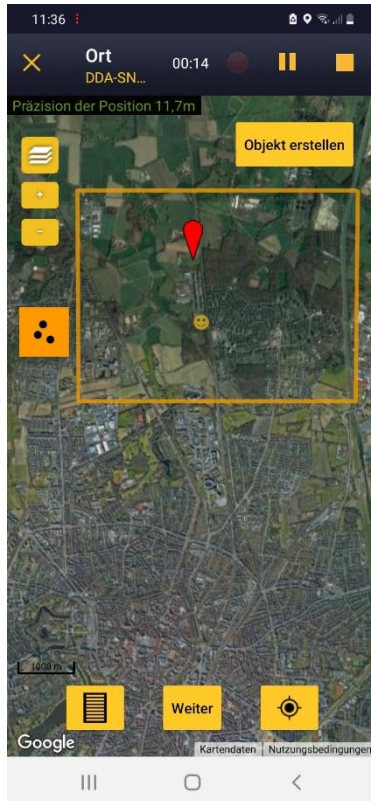 11:36
Ort
DDA-SN...
00:14
Präzision der Position 11,7m
Objekt erstellen
+
-
1000 m
Weiter
Google
Kartendaten
Nutzungsbedingungen